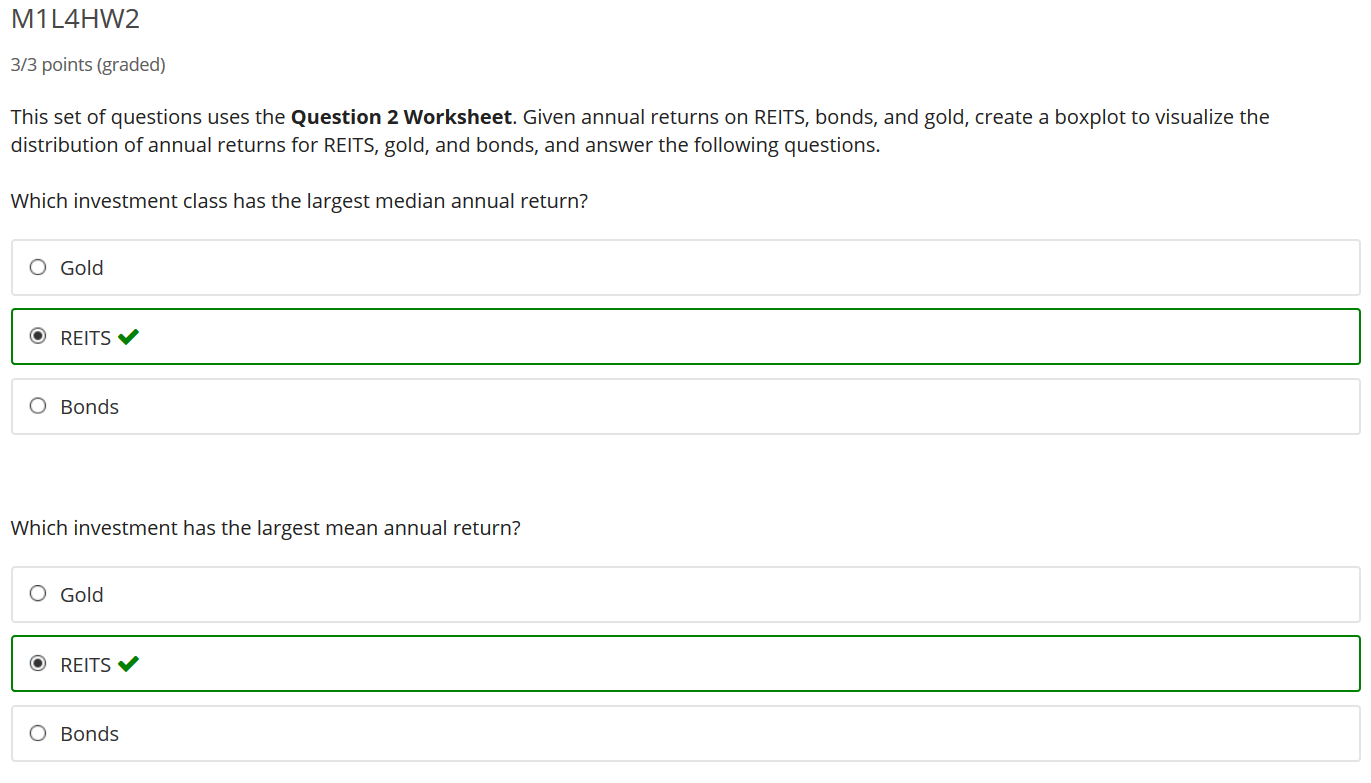 M1L4HW2
3/3 points (graded)
This set of questions uses the Question 2 Worksheet. Given annual returns on REITS, bonds, and gold, create a boxplot to visualize the
distribution of annual returns for REITS, gold, and bonds, and answer the following questions.
Which investment class has the largest median annual return?
Gold
REITS
Bonds
Which investment has the largest mean annual return?
Gold
REITS
Bonds